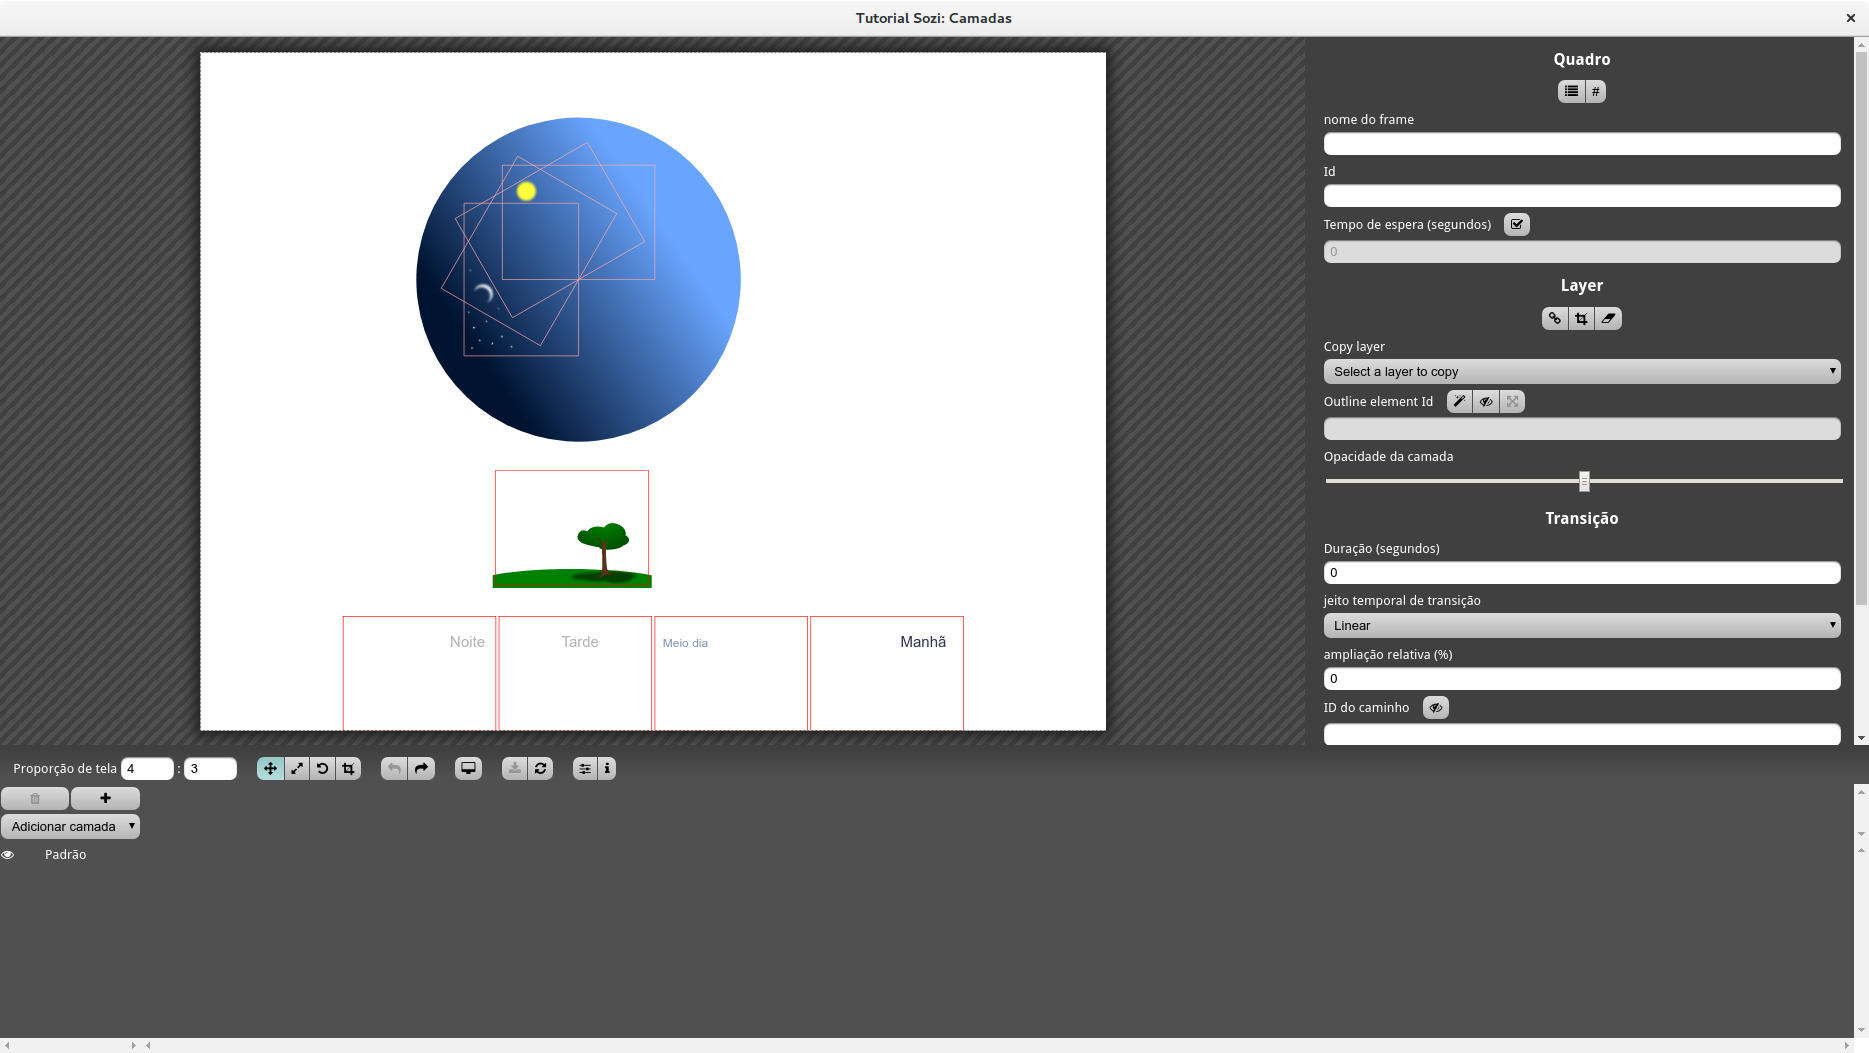 Tutorial Sozi: Camadas
Quadro
#
nome do frame
Id
Tempo de espera (segundos)
0
Layer
Copy layer
Select a layer to copy
Outline element Id
Opacidade da camada
Transição
Duração (segundos)
0
jeito temporal de transição
Linear
ampliação relativa (%)
0
ID do caminho
Noite
Tarde
Meio dia
Manhã
Proporção de tela 4 : 3
Adicionar camada
Padrão